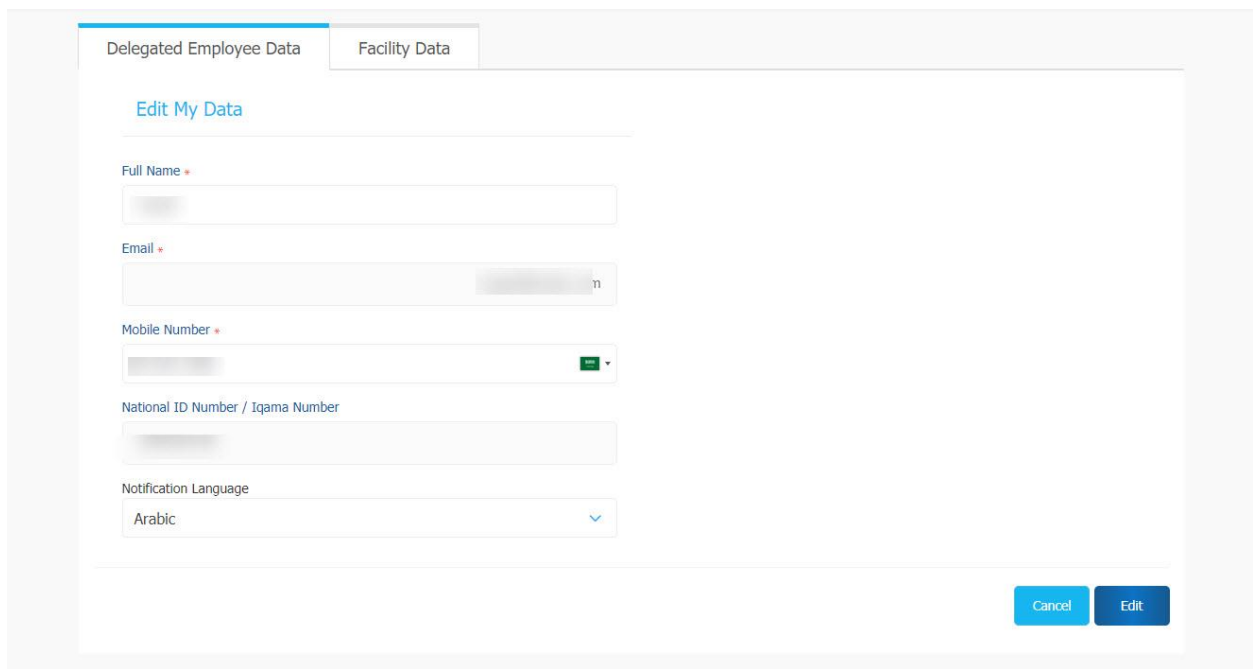 Delegated Employee Data Facility Data
Edit My Data
Full Name *
Email *
m
Mobile Number *
National ID Number / Iqama Number
Notification Language
Arabic
Cancel Edit